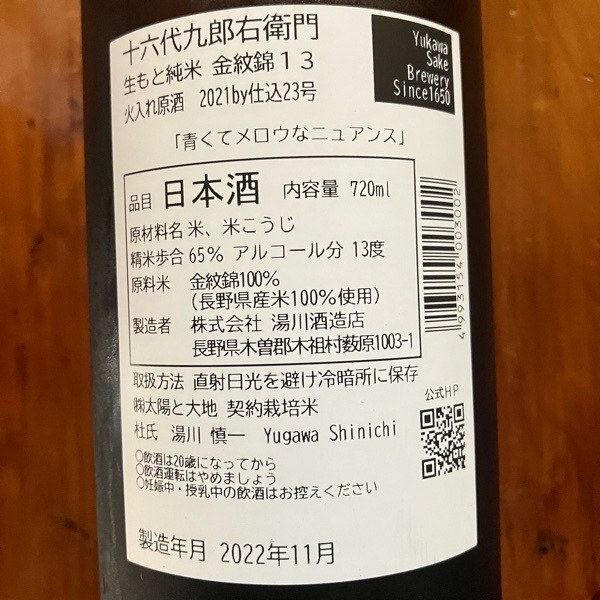 十六代九郎右衛門
生もと純米 金紋錦13
火入れ原酒 2021by仕込23号
Yukawa
Sake
Brewery
Since1650
「青くてメロウなニュアンス」
品目 日本酒 内容量 720ml
原材料名 米、米こうじ
精米歩合 65% アルコール分 13度
原料米 金紋錦100%
(長野県産米100%使用)
製造者 株式会社 湯川酒造店
長野県木曽郡木祖村薮原1003-1
4993154003002
取扱方法 直射日光を避け冷暗所に保存
㈱太陽と大地 契約栽培米
杜氏 湯川 慎一 Yugawa Shinichi
公式HP
○飲酒は20歳になってから
○飲酒運転はやめましょう
○妊娠中・授乳中の飲酒はお控えください
製造年月 2022年11月